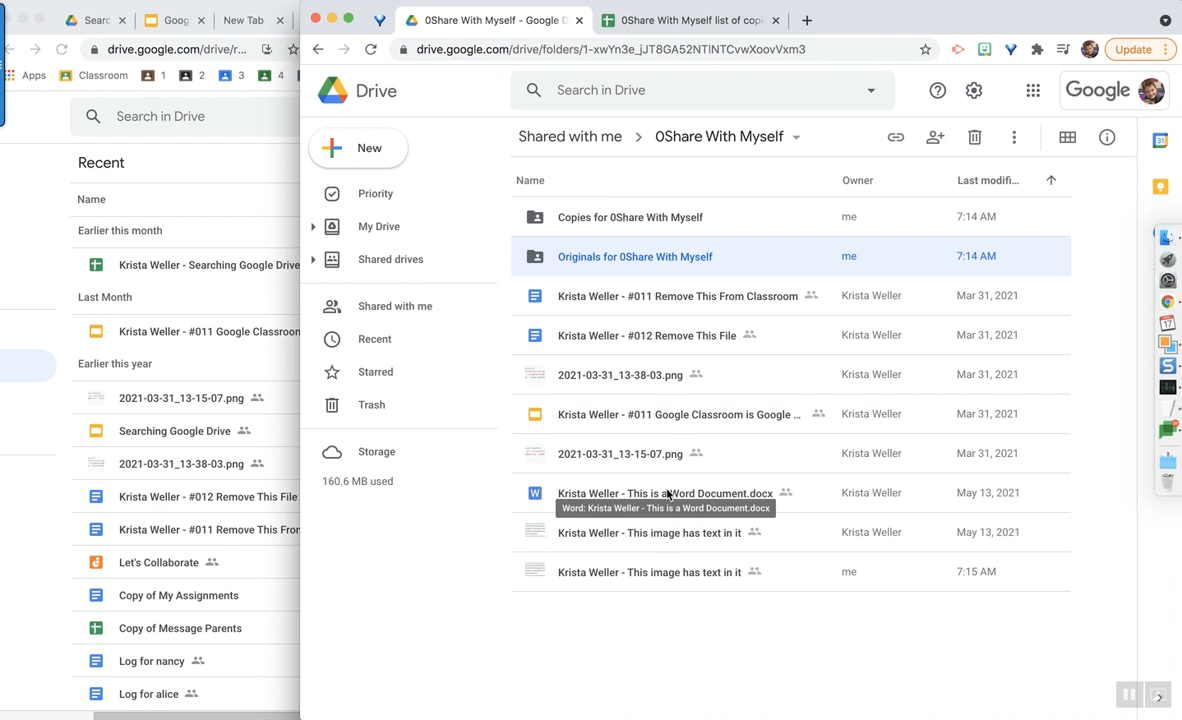 Searc
Goog
New Tab
drive.google.com/drive/r...
Apps
Classroom
1
2
3
4
Search in Drive
Recent
Name
Earlier this month
Krista Weller - Searching Google Drive
Last Month
Krista Weller - #011 Google Classroon
Earlier this year
2021-03-31_13-15-07.png
Searching Google Drive
2021-03-31_13-38-03.png
Krista Weller - #012 Remove This File
Krista Weller - #011 Remove This Fror
Let's Collaborate
Copy of My Assignments
Copy of Message Parents
Log for nancy
Log for alice
0Share With Myself - Google D
0Share With Myself list of copi
drive.google.com/drive/folders/1-xwYn3e_jJT8GA52NTlNTCvwXoovVxm3
Update
Drive
Search in Drive
Google
New
Priority
My Drive
Shared drives
Shared with me
Recent
Starred
Trash
Storage
160.6 MB used
Shared with me > 0Share With Myself
Name Owner Last modifi...
Copies for 0Share With Myself me 7:14 AM
Originals for 0Share With Myself me 7:14 AM
Krista Weller - #011 Remove This From Classroom Krista Weller Mar 31, 2021
Krista Weller - #012 Remove This File Krista Weller Mar 31, 2021
2021-03-31_13-38-03.png Krista Weller Mar 31, 2021
Krista Weller - #011 Google Classroom is Google ... Krista Weller Mar 31, 2021
2021-03-31_13-15-07.png Krista Weller Mar 31, 2021
W Krista Weller - This is a Word Document.docx Krista Weller May 13, 2021
Word: Krista Weller - This is a Word Document.docx
Krista Weller - This image has text in it Krista Weller May 13, 2021
Krista Weller - This image has text in it me 7:15 AM
31
17
S